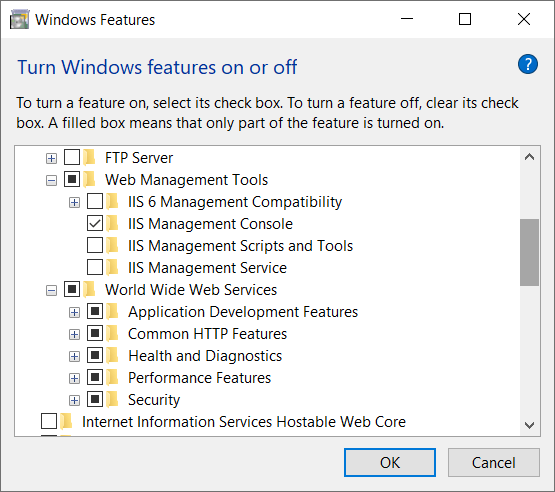 Windows Features
Turn Windows features on or off
?
To turn a feature on, select its check box. To turn a feature off, clear its check
box. A filled box means that only part of the feature is turned on.
FTP Server
Web Management Tools
IIS 6 Management Compatibility
IIS Management Console
IIS Management Scripts and Tools
IIS Management Service
World Wide Web Services
Application Development Features
Common HTTP Features
Health and Diagnostics
Performance Features
Security
Internet Information Services Hostable Web Core
OK
Cancel